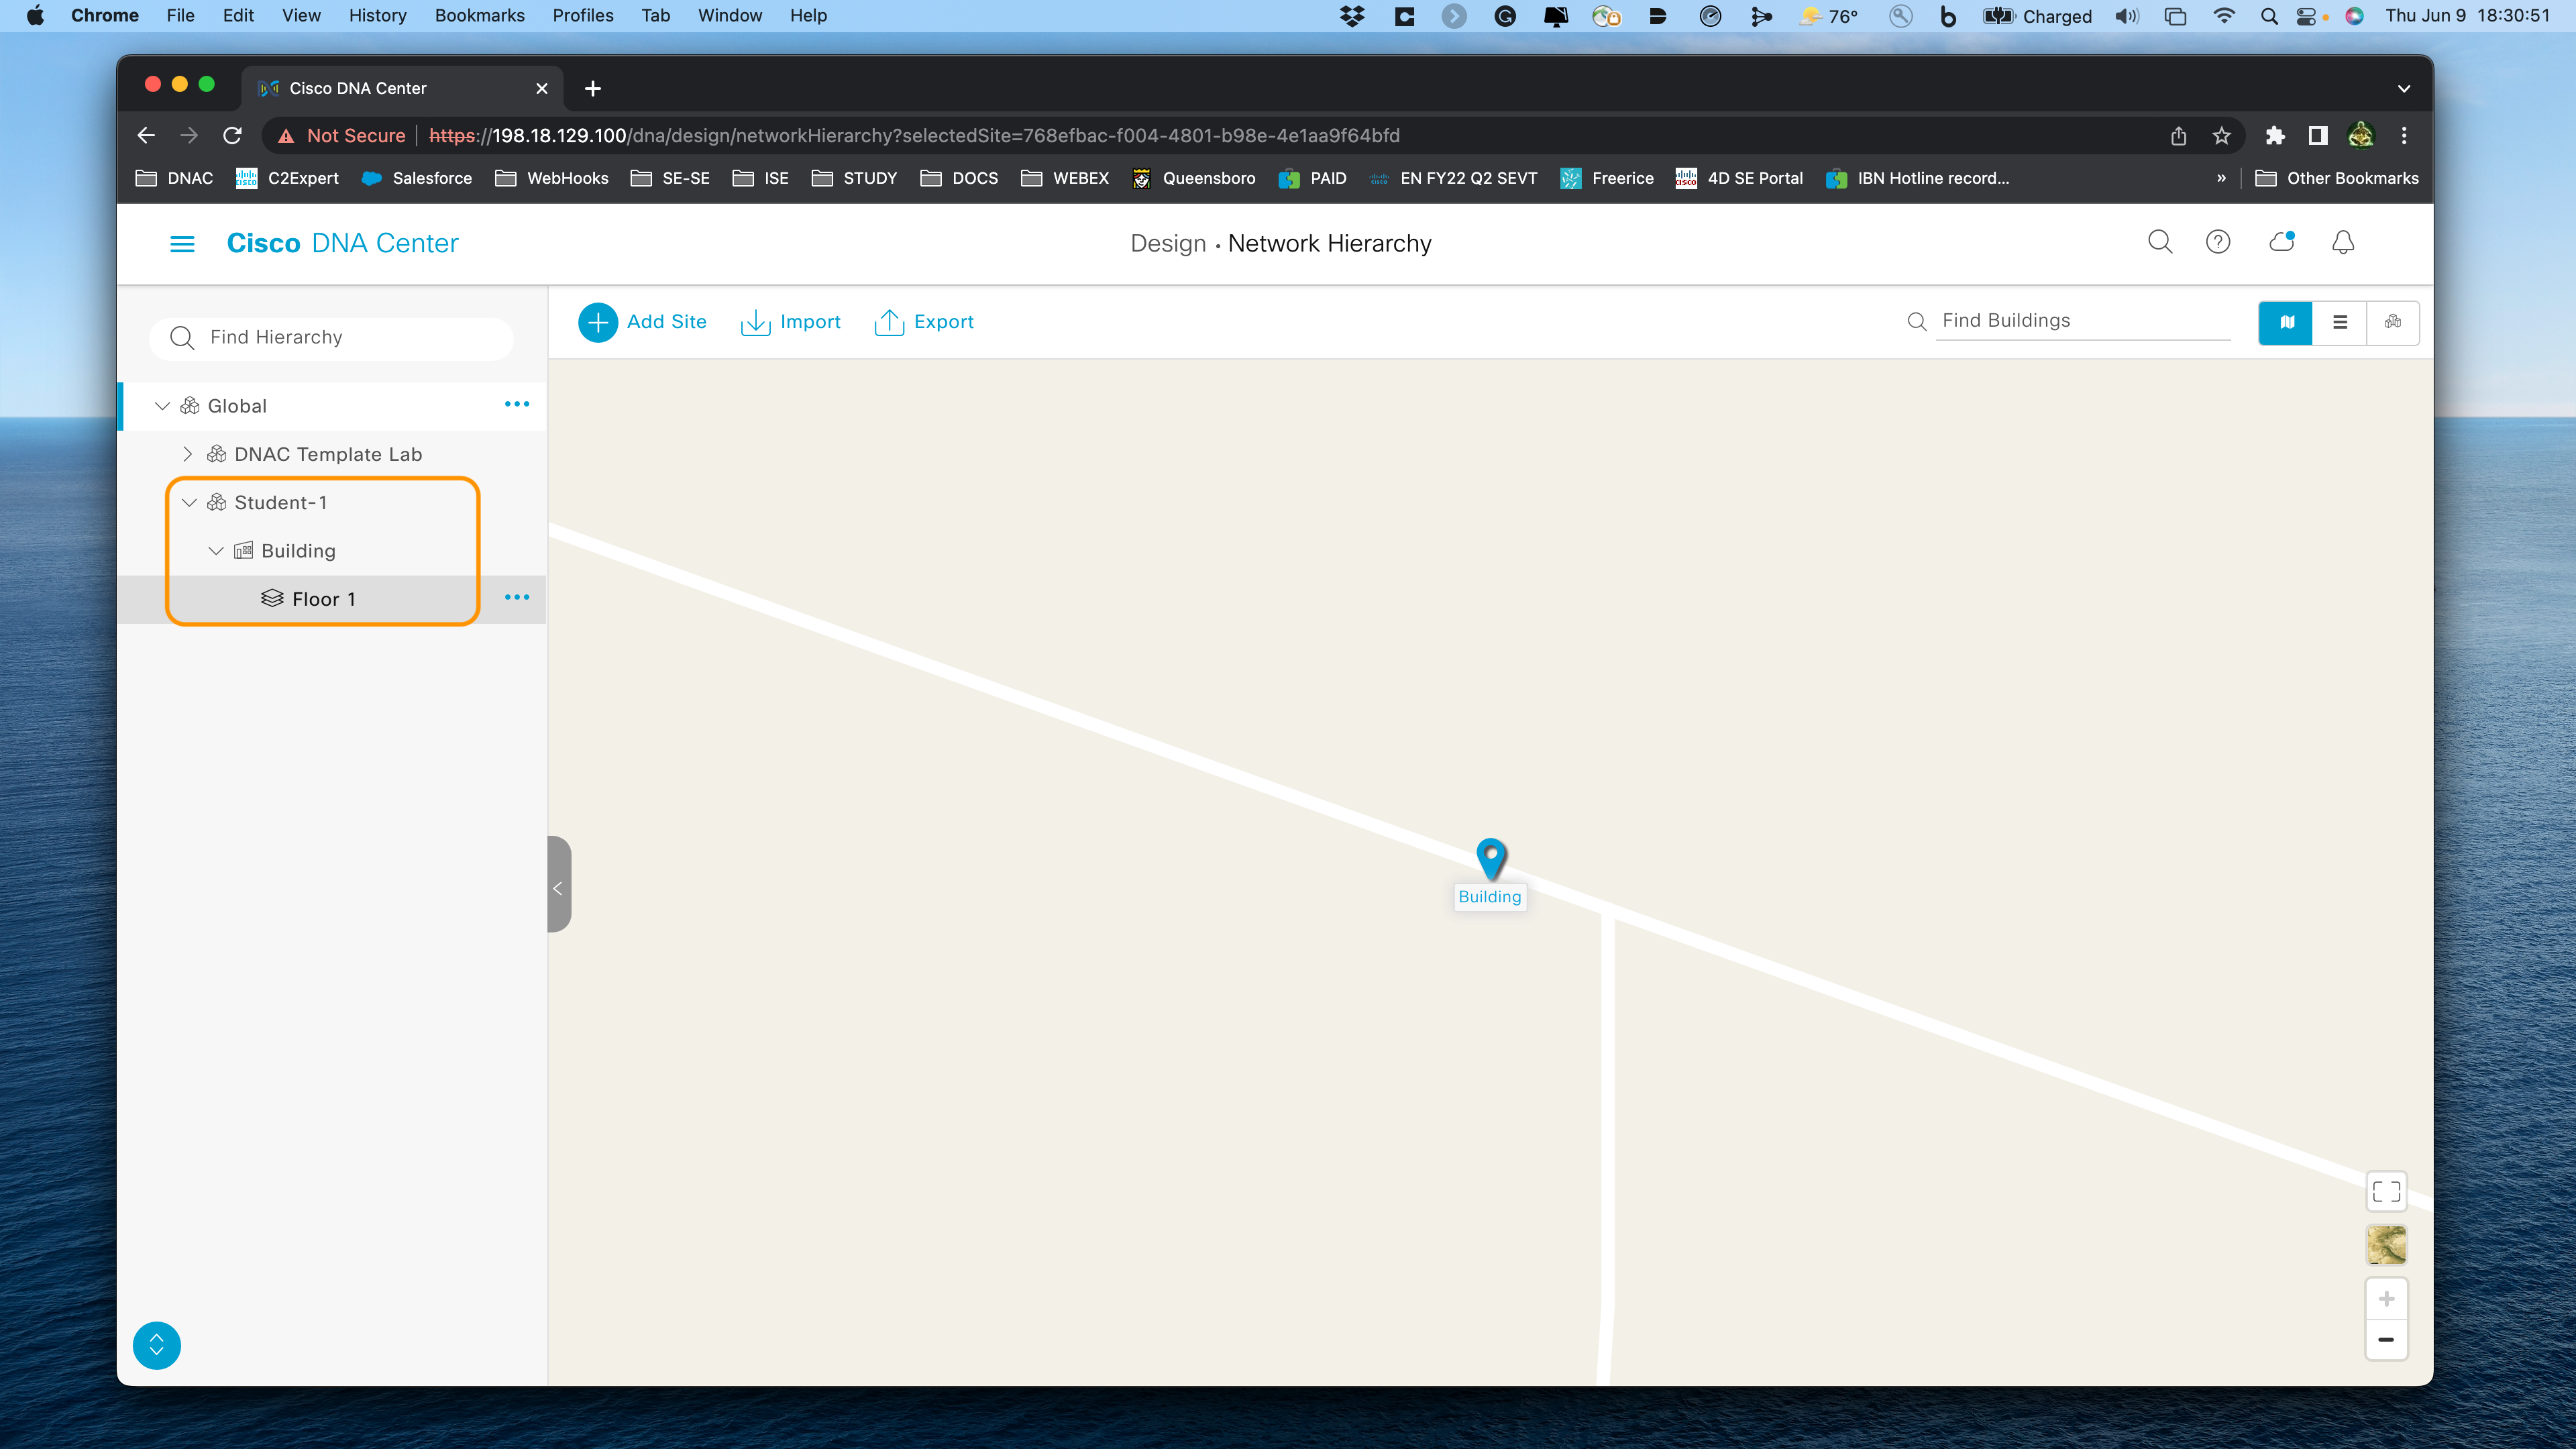 Chrome File Edit View History Bookmarks Profiles Tab Window Help 76° Charged Thu Jun 9 18:30:51
Cisco DNA Center
Not Secure https://198.18.129.100/dna/design/networkHierarchy?selectedSite=768efbac-f004-4801-b98e-4e1aa9f64bfd
DNAC C2Expert Salesforce WebHooks SE-SE ISE STUDY DOCS WEBEX Queensboro PAID EN FY22 Q2 SEVT Freerice 4D SE Portal IBN Hotline record... » Other Bookmarks
Cisco DNA Center Design • Network Hierarchy
Find Hierarchy
Add Site Import Export Find Buildings
Global
DNAC Template Lab
Student-1
Building
Floor 1
Building